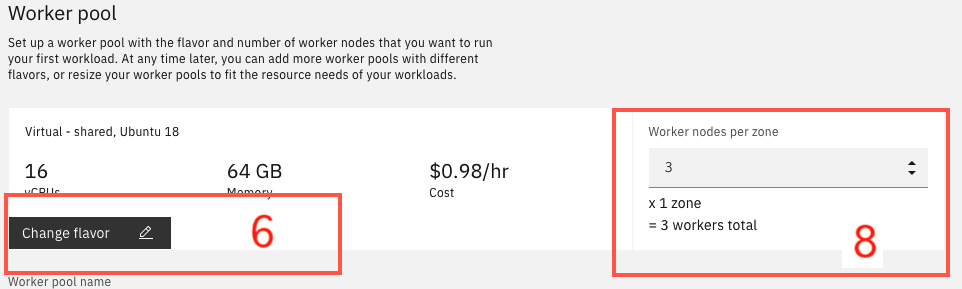 Worker pool
Set up a worker pool with the flavor and number of worker nodes that you want to run
your first workload. At any time later, you can add more worker pools with different
flavors, or resize your worker pools to fit the resource needs of your workloads.
Virtual - shared, Ubuntu 18
16
vCPUs
64 GB
Memory
$0.98/hr
Cost
Change flavor
6
Worker nodes per zone
3
x 1 zone
= 3 workers total
8
Worker pool name